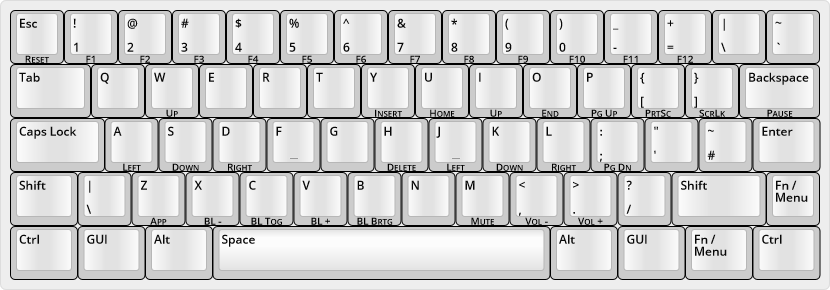 Esc ! @ # $ % ^ & * ( ) _ + | ~
1 2 3 4 5 6 7 8 9 0 - = \ `
Reset F1 F2 F3 F4 F5 F6 F7 F8 F9 F10 F11 F12
Tab Q W E R T Y U I O P { } Backspace
[ ]
Up Insert Home Up End Pg Up PrtSc ScrLk Pause
Caps Lock A S D F G H J K L : " ~ Enter
_ _ ; ' #
Left Down Right Delete Left Down Right Pg Dn
Shift | Z X C V B N M < > ? Shift Fn /
\ , . / Menu
App BL - BL Tog BL + BL Brtg Mute Vol - Vol +
Ctrl GUI Alt Space Alt GUI Fn / Ctrl
Menu